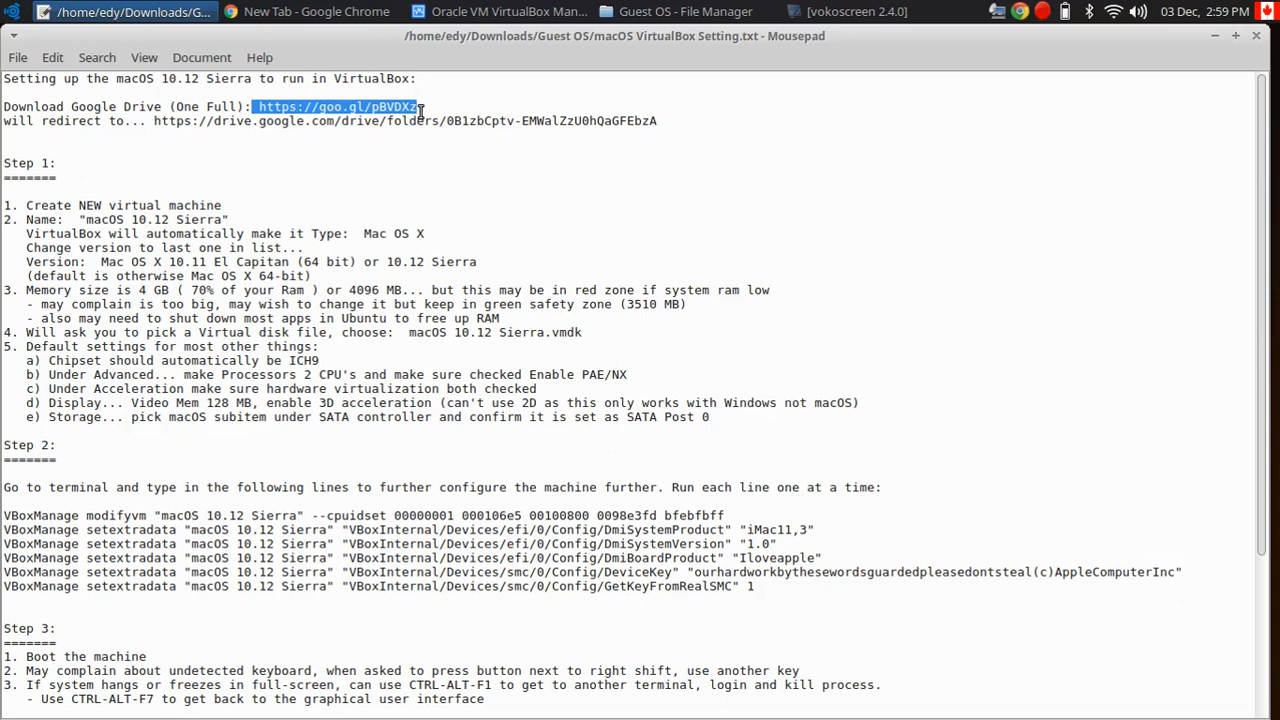 /home/edy/Downloads/G...
New Tab - Google Chrome
Oracle VM VirtualBox Man...
Guest OS - File Manager
[vokoscreen 2.4.0]
03 Dec, 2:59 PM
/home/edy/Downloads/Guest OS/macOS VirtualBox Setting.txt - Mousepad
File Edit Search View Document Help
Setting up the macOS 10.12 Sierra to run in VirtualBox:
Download Google Drive (One Full): https://goo.gl/pBVDXz
will redirect to... https://drive.google.com/drive/folders/0B1zbCptv-EMWalZzU0hQaGFEbzA
Step 1:
=======
1. Create NEW virtual machine
2. Name: "macOS 10.12 Sierra"
VirtualBox will automatically make it Type: Mac OS X
Change version to last one in list...
Version: Mac OS X 10.11 El Capitan (64 bit) or 10.12 Sierra
(default is otherwise Mac OS X 64-bit)
3. Memory size is 4 GB ( 70% of your Ram ) or 4096 MB... but this may be in red zone if system ram low
- may complain is too big, may wish to change it but keep in green safety zone (3510 MB)
- also may need to shut down most apps in Ubuntu to free up RAM
4. Will ask you to pick a Virtual disk file, choose: macOS 10.12 Sierra.vmdk
5. Default settings for most other things:
a) Chipset should automatically be ICH9
b) Under Advanced... make Processors 2 CPU's and make sure checked Enable PAE/NX
c) Under Acceleration make sure hardware virtualization both checked
d) Display... Video Mem 128 MB, enable 3D acceleration (can't use 2D as this only works with Windows not macOS)
e) Storage... pick macOS subitem under SATA controller and confirm it is set as SATA Post 0
Step 2:
=======
Go to terminal and type in the following lines to further configure the machine further. Run each line one at a time:
VBoxManage modifyvm "macOS 10.12 Sierra" --cpuidset 00000001 000106e5 00100800 0098e3fd bfebfbff
VBoxManage setextradata "macOS 10.12 Sierra" "VBoxInternal/Devices/efi/0/Config/DmiSystemProduct" "iMac11,3"
VBoxManage setextradata "macOS 10.12 Sierra" "VBoxInternal/Devices/efi/0/Config/DmiSystemVersion" "1.0"
VBoxManage setextradata "macOS 10.12 Sierra" "VBoxInternal/Devices/efi/0/Config/DmiBoardProduct" "Iloveapple"
VBoxManage setextradata "macOS 10.12 Sierra" "VBoxInternal/Devices/smc/0/Config/DeviceKey" "ourhardworkbythesewordsguardedpleasedontsteal(c)AppleComputerInc"
VBoxManage setextradata "macOS 10.12 Sierra" "VBoxInternal/Devices/smc/0/Config/GetKeyFromRealSMC" 1
Step 3:
=======
1. Boot the machine
2. May complain about undetected keyboard, when asked to press button next to right shift, use another key
3. If system hangs or freezes in full-screen, can use CTRL-ALT-F1 to get to another terminal, login and kill process.
- Use CTRL-ALT-F7 to get back to the graphical user interface